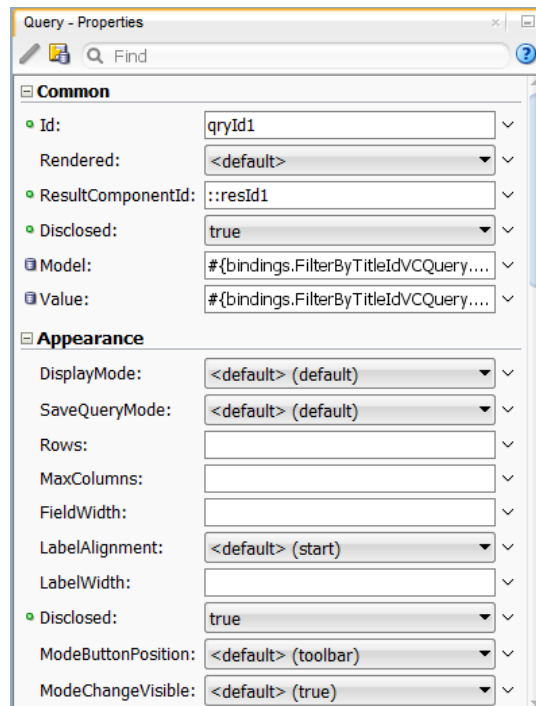 Query - Properties
Find
Common
Id: qryId1
Rendered: <default>
ResultComponentId: ::resId1
Disclosed: true
Model: #{bindings.FilterByTitleIdVCQuery....
Value: #{bindings.FilterByTitleIdVCQuery....
Appearance
DisplayMode: <default> (default)
SaveQueryMode: <default> (default)
Rows:
MaxColumns:
FieldWidth:
LabelAlignment: <default> (start)
LabelWidth:
Disclosed: true
ModeButtonPosition: <default> (toolbar)
ModeChangeVisible: <default> (true)